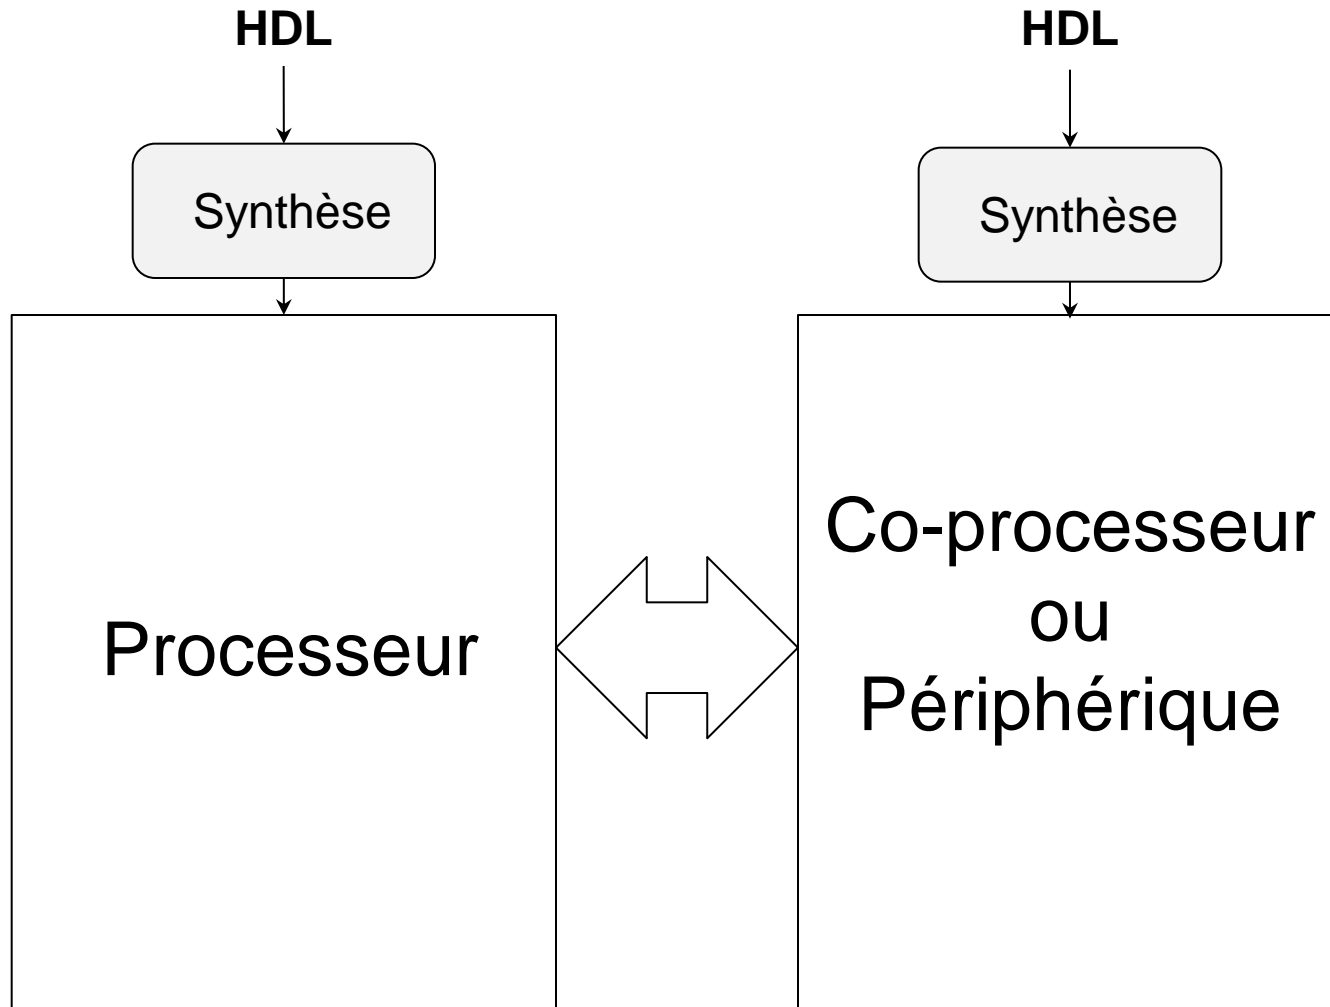 HDL
Synthèse
Processeur
HDL
Synthèse
Co-processeur
ou
Périphérique